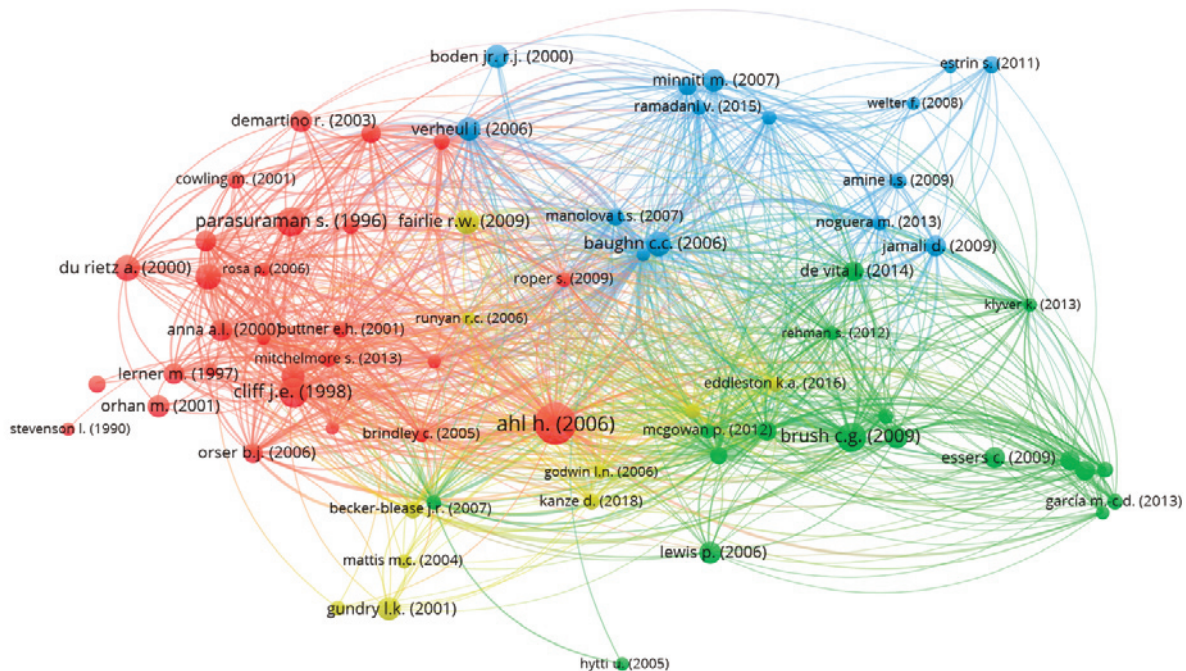 boden jr. r.j. (2000)
estrin s. (2011)
minniti m. (2007)
ramadani v. (2015)
welter f. (2008)
demartino r. (2003)
verheul i. (2006)
cowling m. (2001)
amine l.s. (2009)
parasuraman s. (1996)
fairlie r.w. (2009)
manolova t.s. (2007)
noguera m. (2013)
baughn c.c. (2006)
jamali d. (2009)
du rietz a. (2000)
rosa p. (2006)
roper s. (2009)
de vita l. (2014)
klyver k. (2013)
runyan r.c. (2006)
anna a.l. (2000)
buttner e.h. (2001)
rehman s. (2012)
mitchelmore s. (2013)
lerner m. (1997)
eddleston k.a. (2016)
cliff j.e. (1998)
orhan m. (2001)
stevenson l. (1990)
ahl h. (2006)
brindley c. (2005)
mcgowan p. (2012)
brush c.g. (2009)
orser b.j. (2006)
essers c. (2009)
godwin l.n. (2006)
kanze d. (2018)
garcía m.-c.d. (2013)
becker-blease j.r. (2007)
lewis p. (2006)
mattis m.c. (2004)
gundry l.k. (2001)
hytti u. (2005)